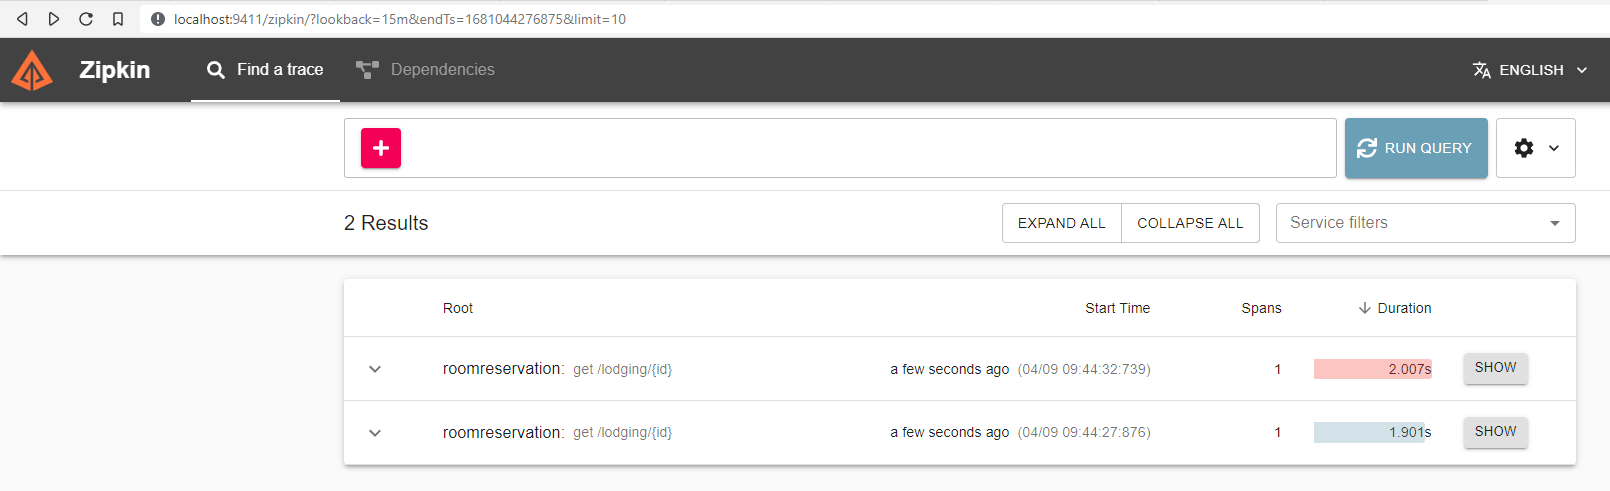 localhost:9411/zipkin/?lookback=15m&endTs=1681044276875&limit=10
Zipkin Find a trace Dependencies ENGLISH
RUN QUERY
2 Results EXPAND ALL COLLAPSE ALL Service filters
Root Start Time Spans Duration
roomreservation: get /lodging/{id} a few seconds ago (04/09 09:44:32:739) 1 2.007s SHOW
roomreservation: get /lodging/{id} a few seconds ago (04/09 09:44:27:876) 1 1.901s SHOW